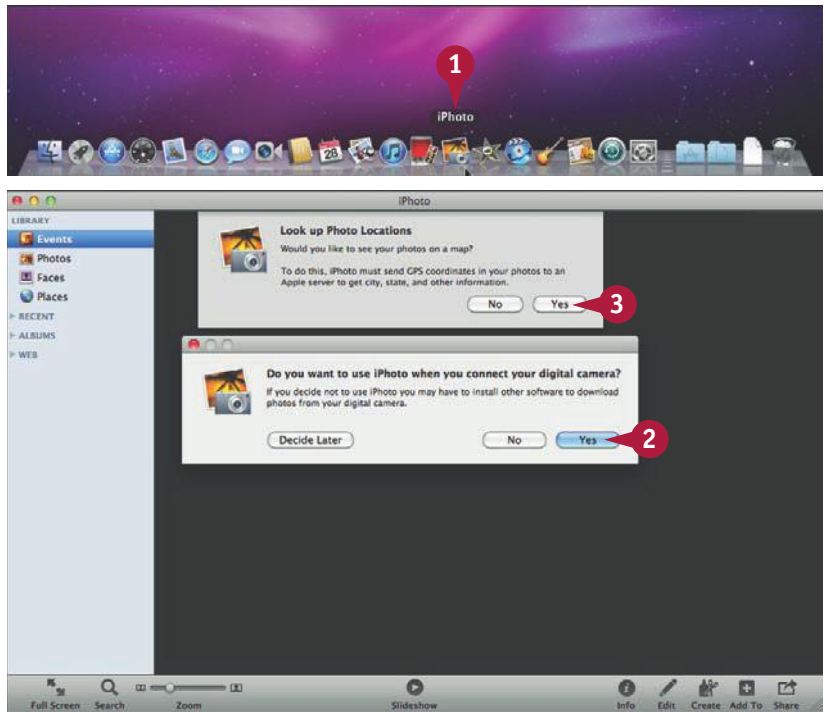 1
iPhoto
28
iPhoto
LIBRARY
Events
Photos
Faces
Places
RECENT
ALBUMS
WEB
Look up Photo Locations
Would you like to see your photos on a map?
To do this, iPhoto must send GPS coordinates in your photos to an
Apple server to get city, state, and other information.
No
Yes
3
Do you want to use iPhoto when you connect your digital camera?
If you decide not to use iPhoto you may have to install other software to download
photos from your digital camera.
Decide Later
No
Yes
2
Full Screen
Search
Zoom
Slideshow
Info
Edit
Create
Add To
Share